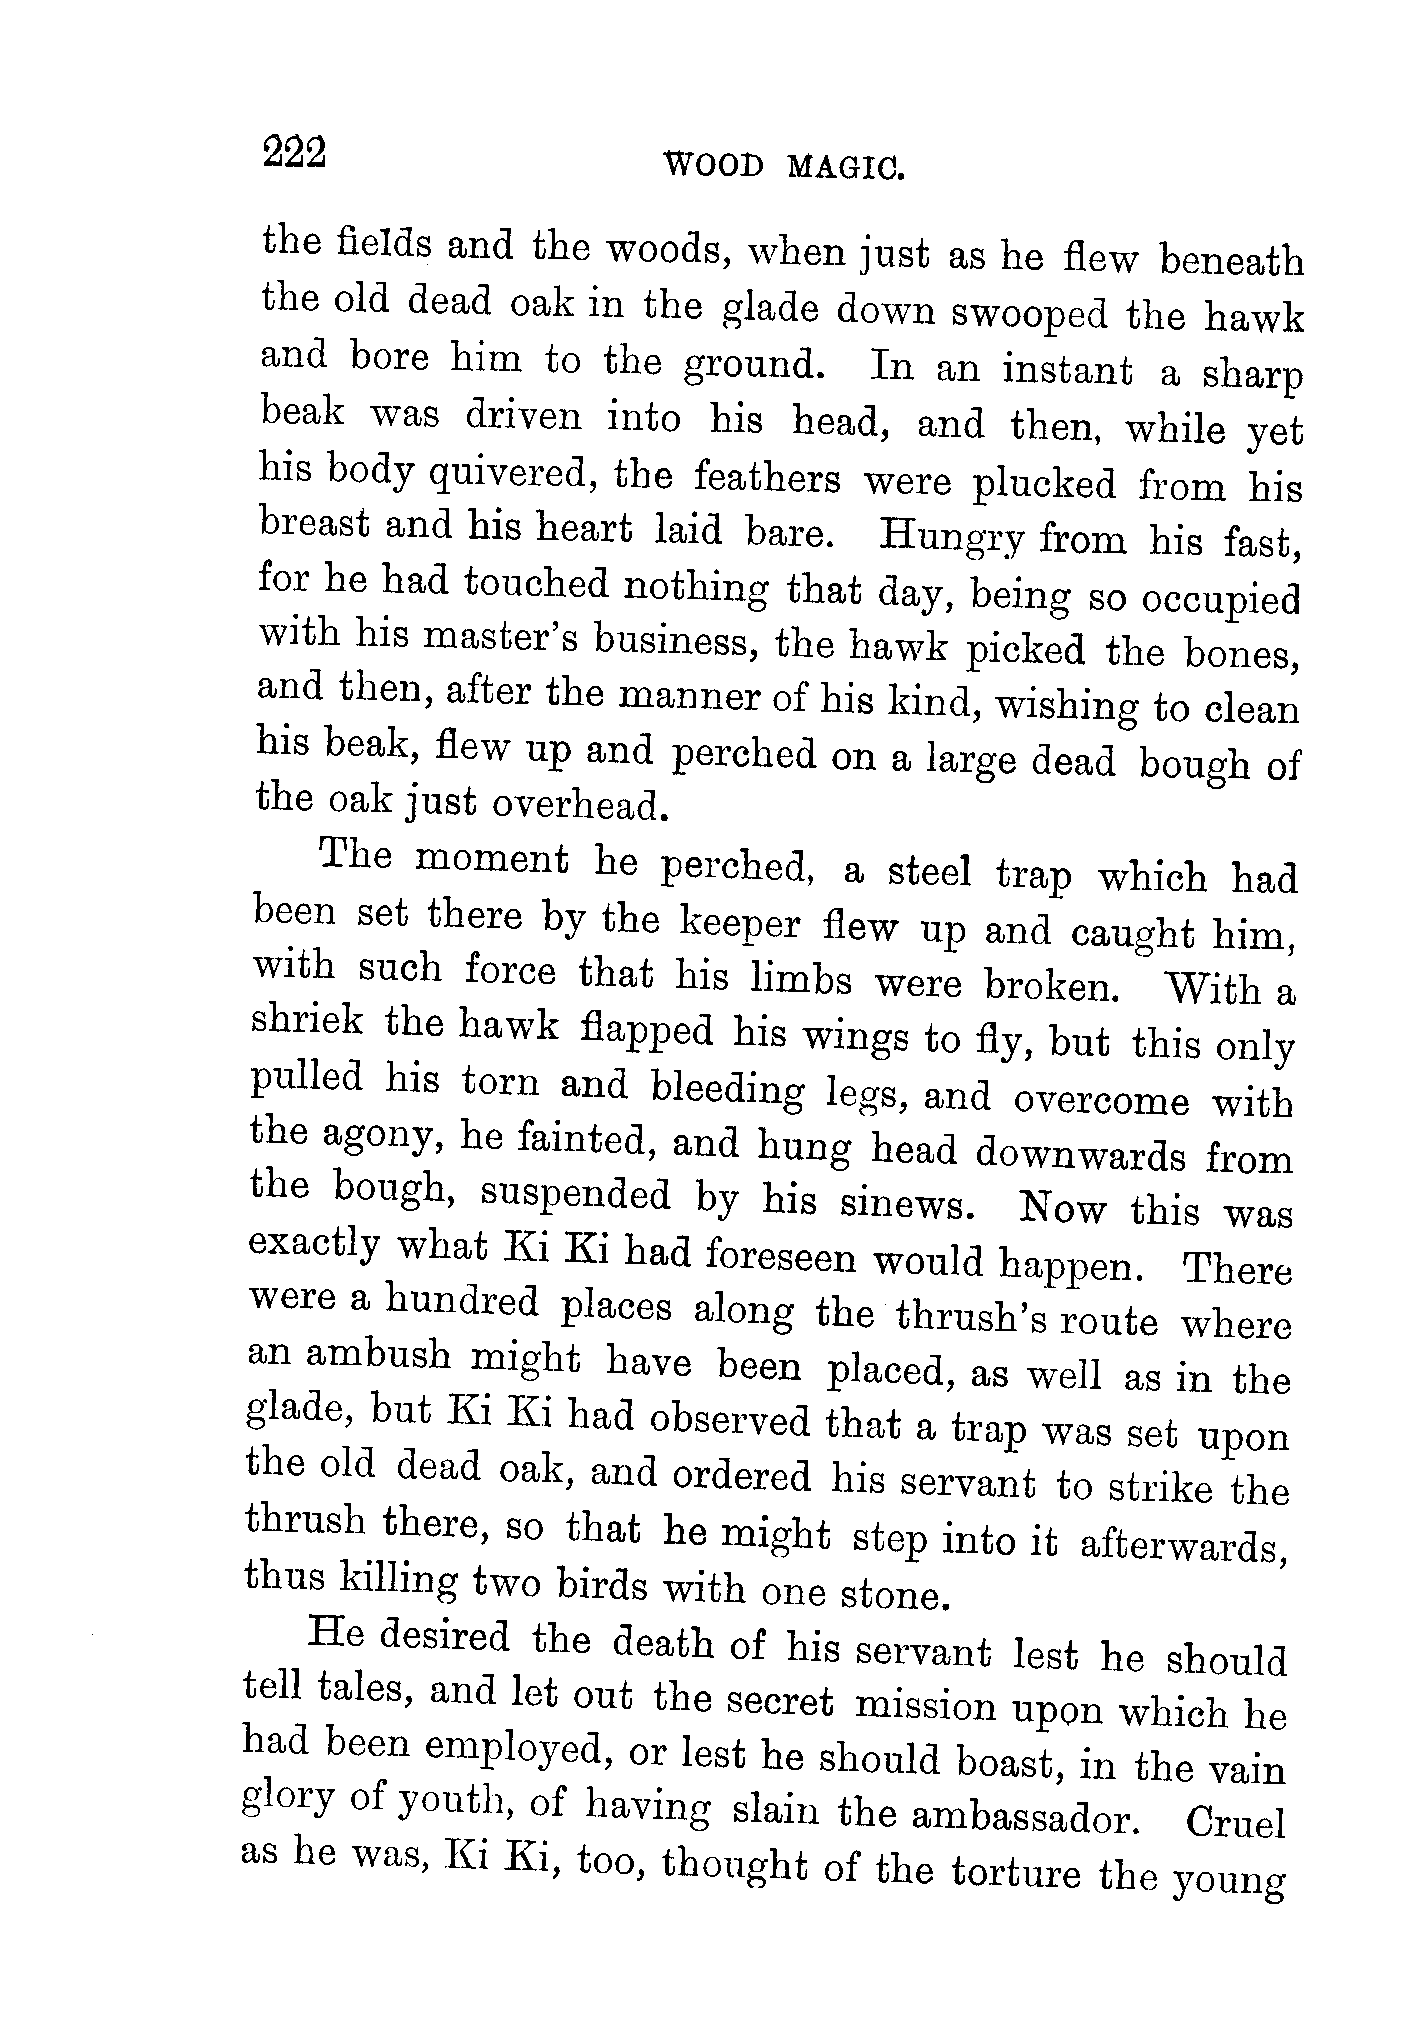 222
WOOD MAGIC.
the fields and the woods, when just as he flew beneath
the old dead oak in the glade down swooped the hawk
and bore him to the ground. In an instant a sharp
beak was driven into his head, and then, while yet
his body quivered, the feathers were plucked from his
breast and his heart laid bare. Hungry from his fast,
for he had touched nothing that day, being so occupied
with his master's business, the hawk picked the bones,
and then, after the manner of his kind, wishing to clean
his beak, flew up and perched on a large dead bough of
the oak just overhead.
The moment he perched, a steel trap which had
been set there by the keeper flew up and caught him,
with such force that his limbs were broken. With a
shriek the hawk flapped his wings to fly, but this only
pulled his torn and bleeding legs, and overcome with
the agony, he fainted, and hung head downwards from
the bough, suspended by his sinews. Now this was
exactly what Ki Ki had foreseen would happen. There
were a hundred places along the thrush's route where
an ambush might have been placed, as well as in the
glade, but Ki Ki had observed that a trap was set upon
the old dead oak, and ordered his servant to strike the
thrush there, so that he might step into it afterwards,
thus killing two birds with one stone.
He desired the death of his servant lest he should
tell tales, and let out the secret mission upon which he
had been employed, or lest he should boast, in the vain
glory of youth, of having slain the ambassador. Cruel
as he was, Ki Ki, too, thought of the torture the young